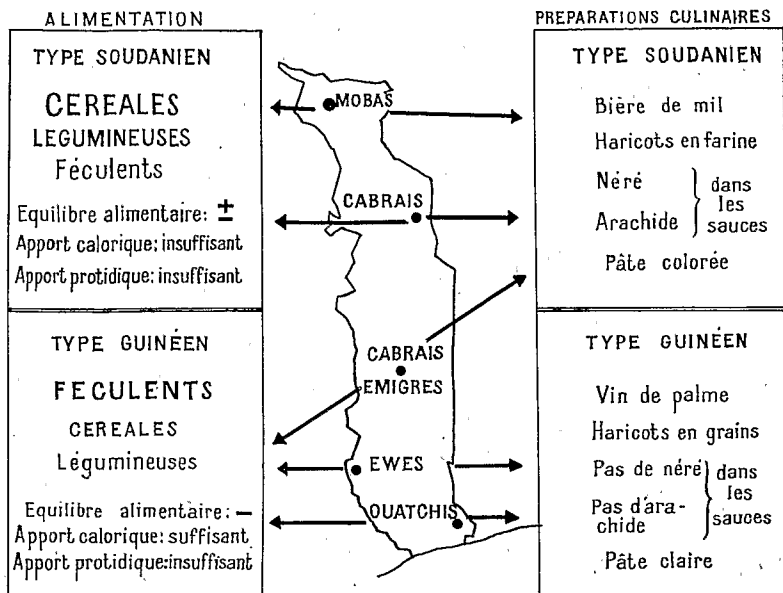 ALIMENTATION
TYPE SOUDANIEN
CEREALES
LEGUMINEUSES
Féculents
Equilibre alimentaire: ±
Apport calorique: insuffisant
Apport protidique: insuffisant
TYPE GUINÉEN
FECULENTS
CEREALES
Légumineuses
Equilibre alimentaire: –
Apport calorique: suffisant
Apport protidique: insuffisant
MOBAS
CABRAIS
CABRAIS
EMIGRES
EWES
OUATCHIS
PREPARATIONS CULINAIRES
TYPE SOUDANIEN
Bière de mil
Haricots en farine
Néré
Arachide
dans
les
sauces
Pâte colorée
TYPE GUINÉEN
Vin de palme
Haricots en grains
Pas de néré
Pas d'ara-
chide
dans
les
sauces
Pâte claire